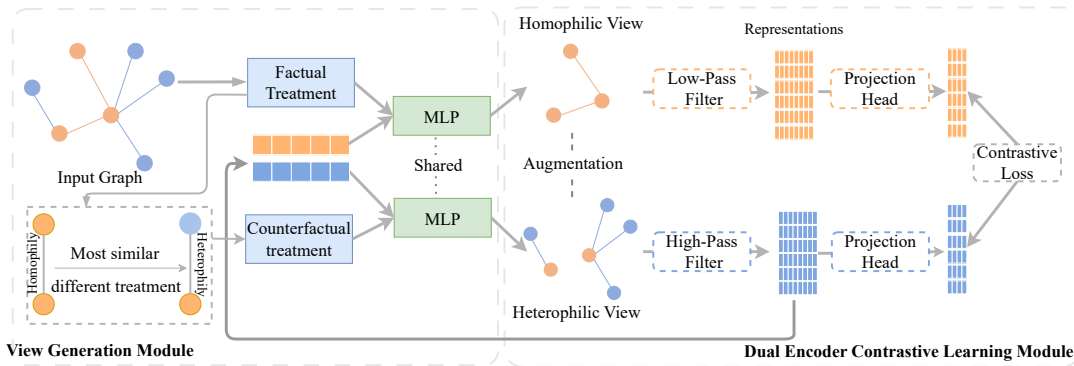 Input Graph
Factual
Treatment
MLP
Shared
MLP
Homophily
Most similar
different treatment
Heterophily
Counterfactual
treatment
View Generation Module
Homophilic View
Augmentation
Heterophilic View
Low-Pass
Filter
High-Pass
Filter
Representations
Projection
Head
Projection
Head
Contrastive
Loss
Dual Encoder Contrastive Learning Module